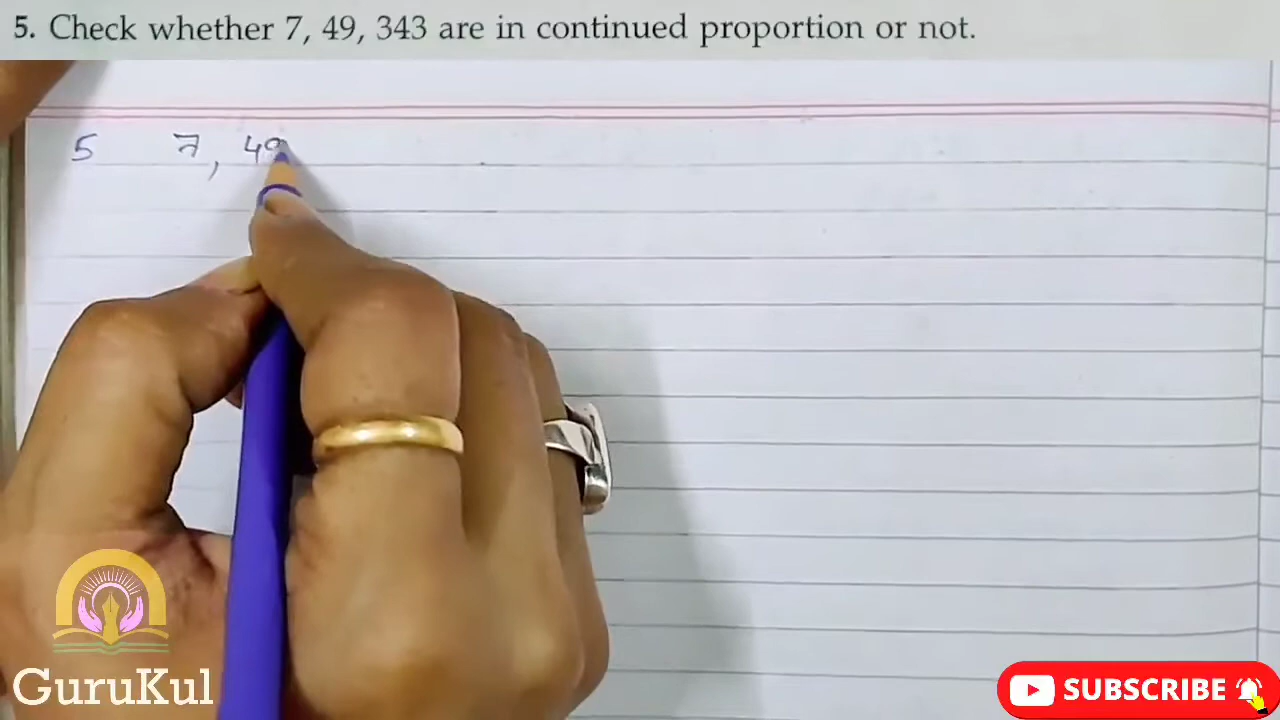 5. Check whether 7, 49, 343 are in continued proportion or not.
5 7, 49
GuruKul
SUBSCRIBE